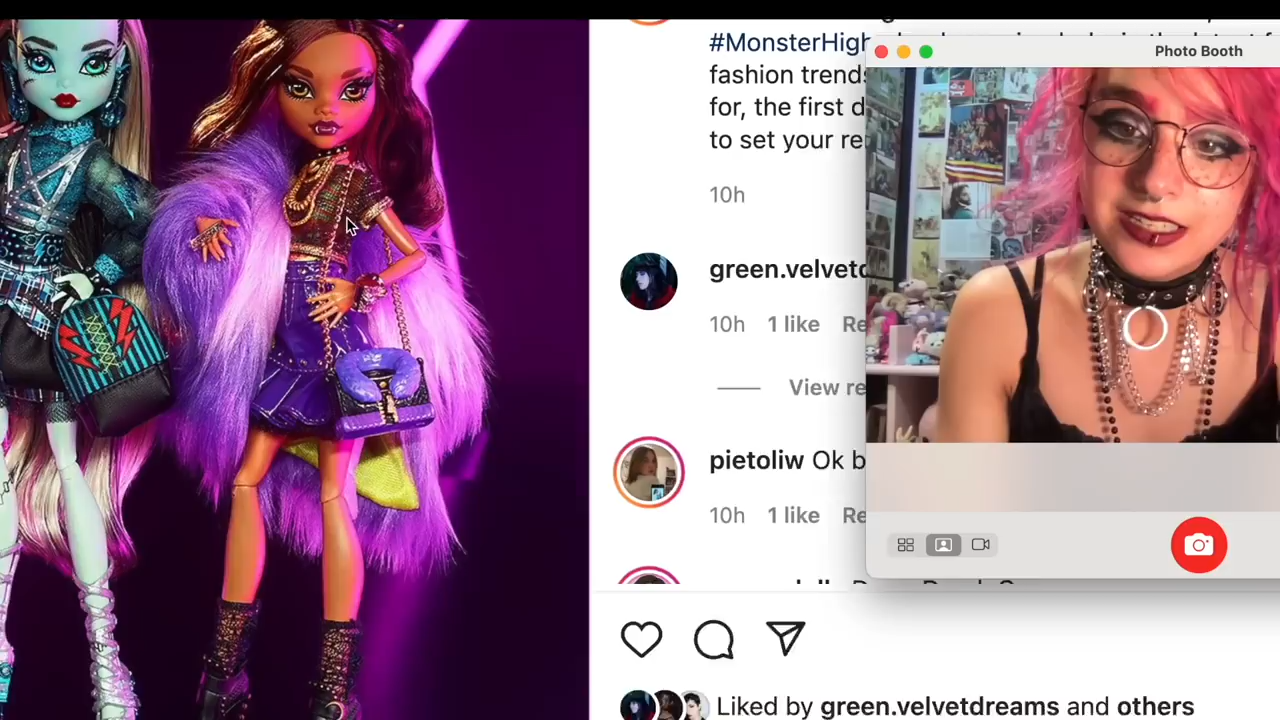 #MonsterHigh
fashion trends
for, the first d
to set your re
10h
Photo Booth
green.velvetd
10h 1 like Re
View re
pietoliw Ok b
10h 1 like Re
Liked by green.velvetdreams and others